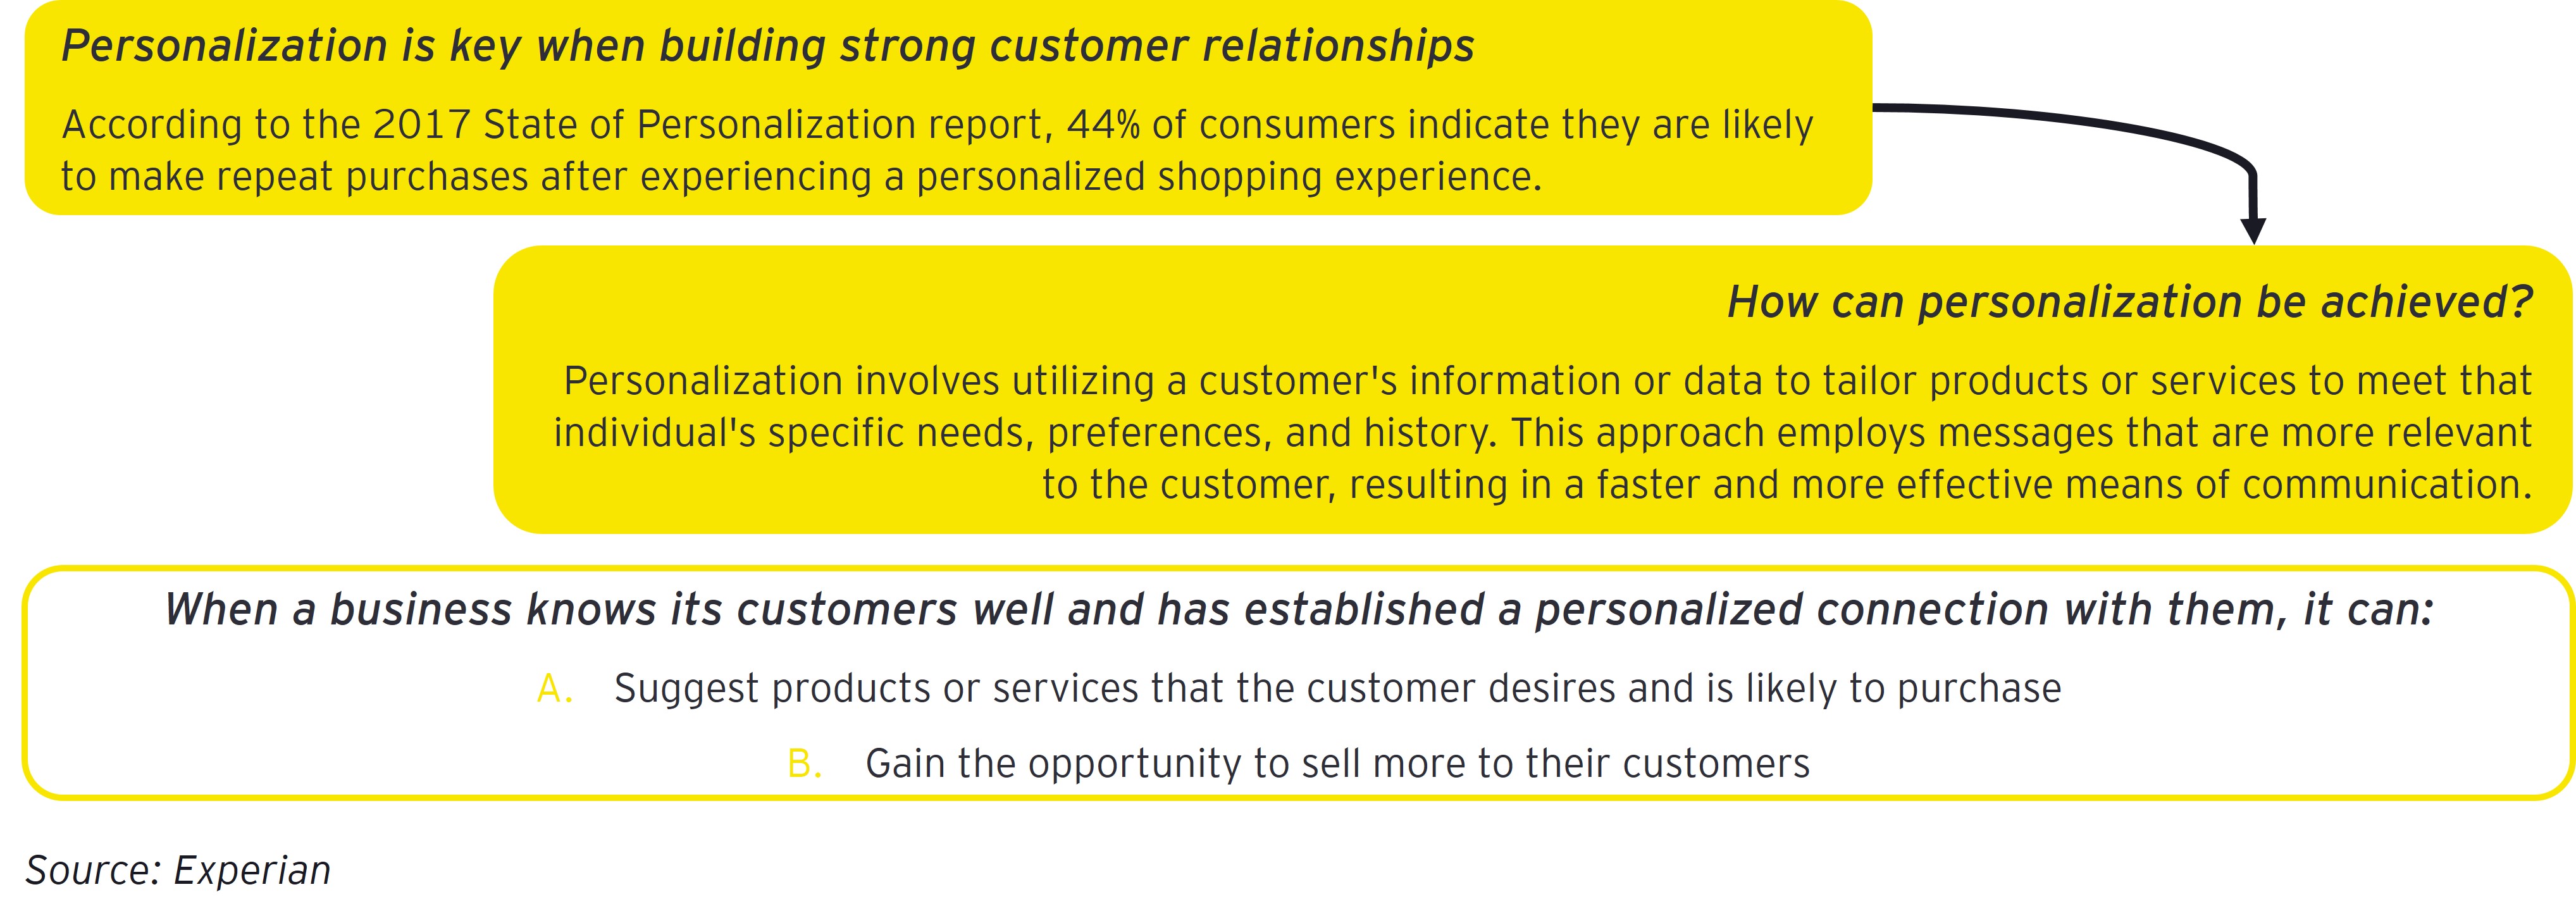 Personalization is key when building strong customer relationships
According to the 2017 State of Personalization report, 44% of consumers indicate they are likely
to make repeat purchases after experiencing a personalized shopping experience.
How can personalization be achieved?
Personalization involves utilizing a customer's information or data to tailor products or services to meet that
individual's specific needs, preferences, and history. This approach employs messages that are more relevant
to the customer, resulting in a faster and more effective means of communication.
When a business knows its customers well and has established a personalized connection with them, it can:
A. Suggest products or services that the customer desires and is likely to purchase
B. Gain the opportunity to sell more to their customers
Source: Experian